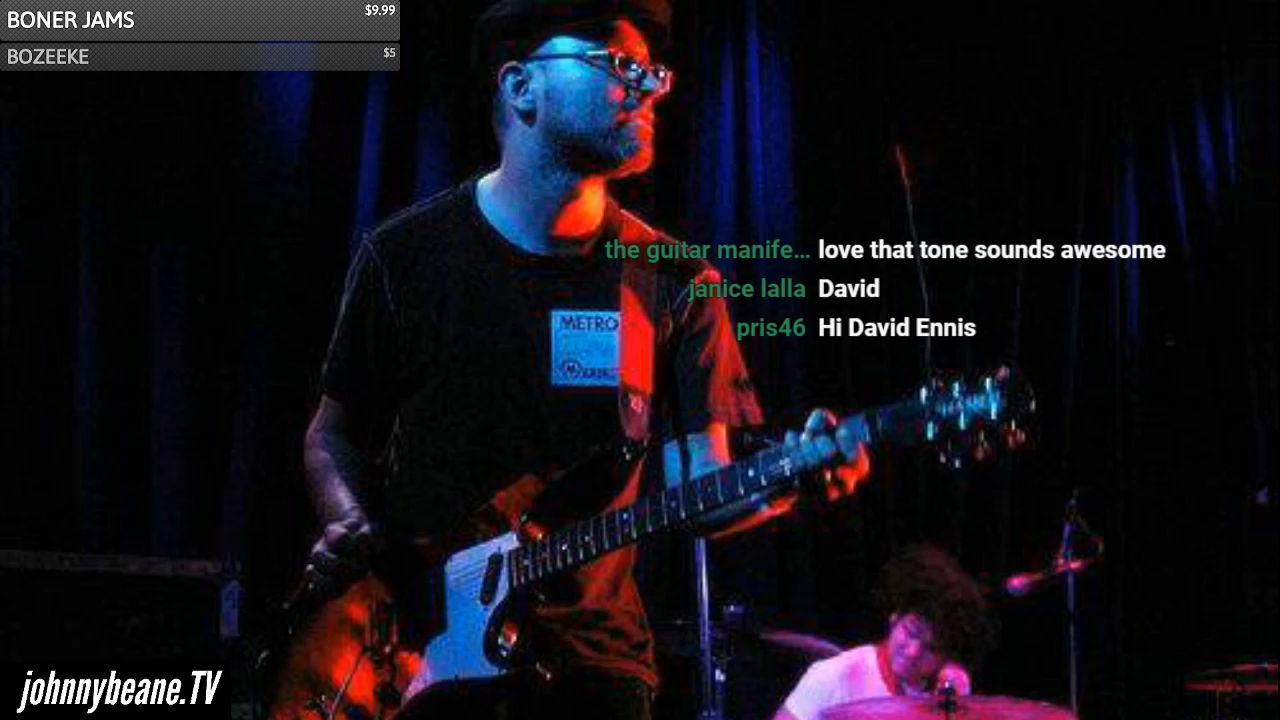 BONER JAMS $9.99
BOZEEKE $5
the guitar manife... love that tone sounds awesome
janice lalla David
pris46 Hi David Ennis
METRO
johnnybeane.TV